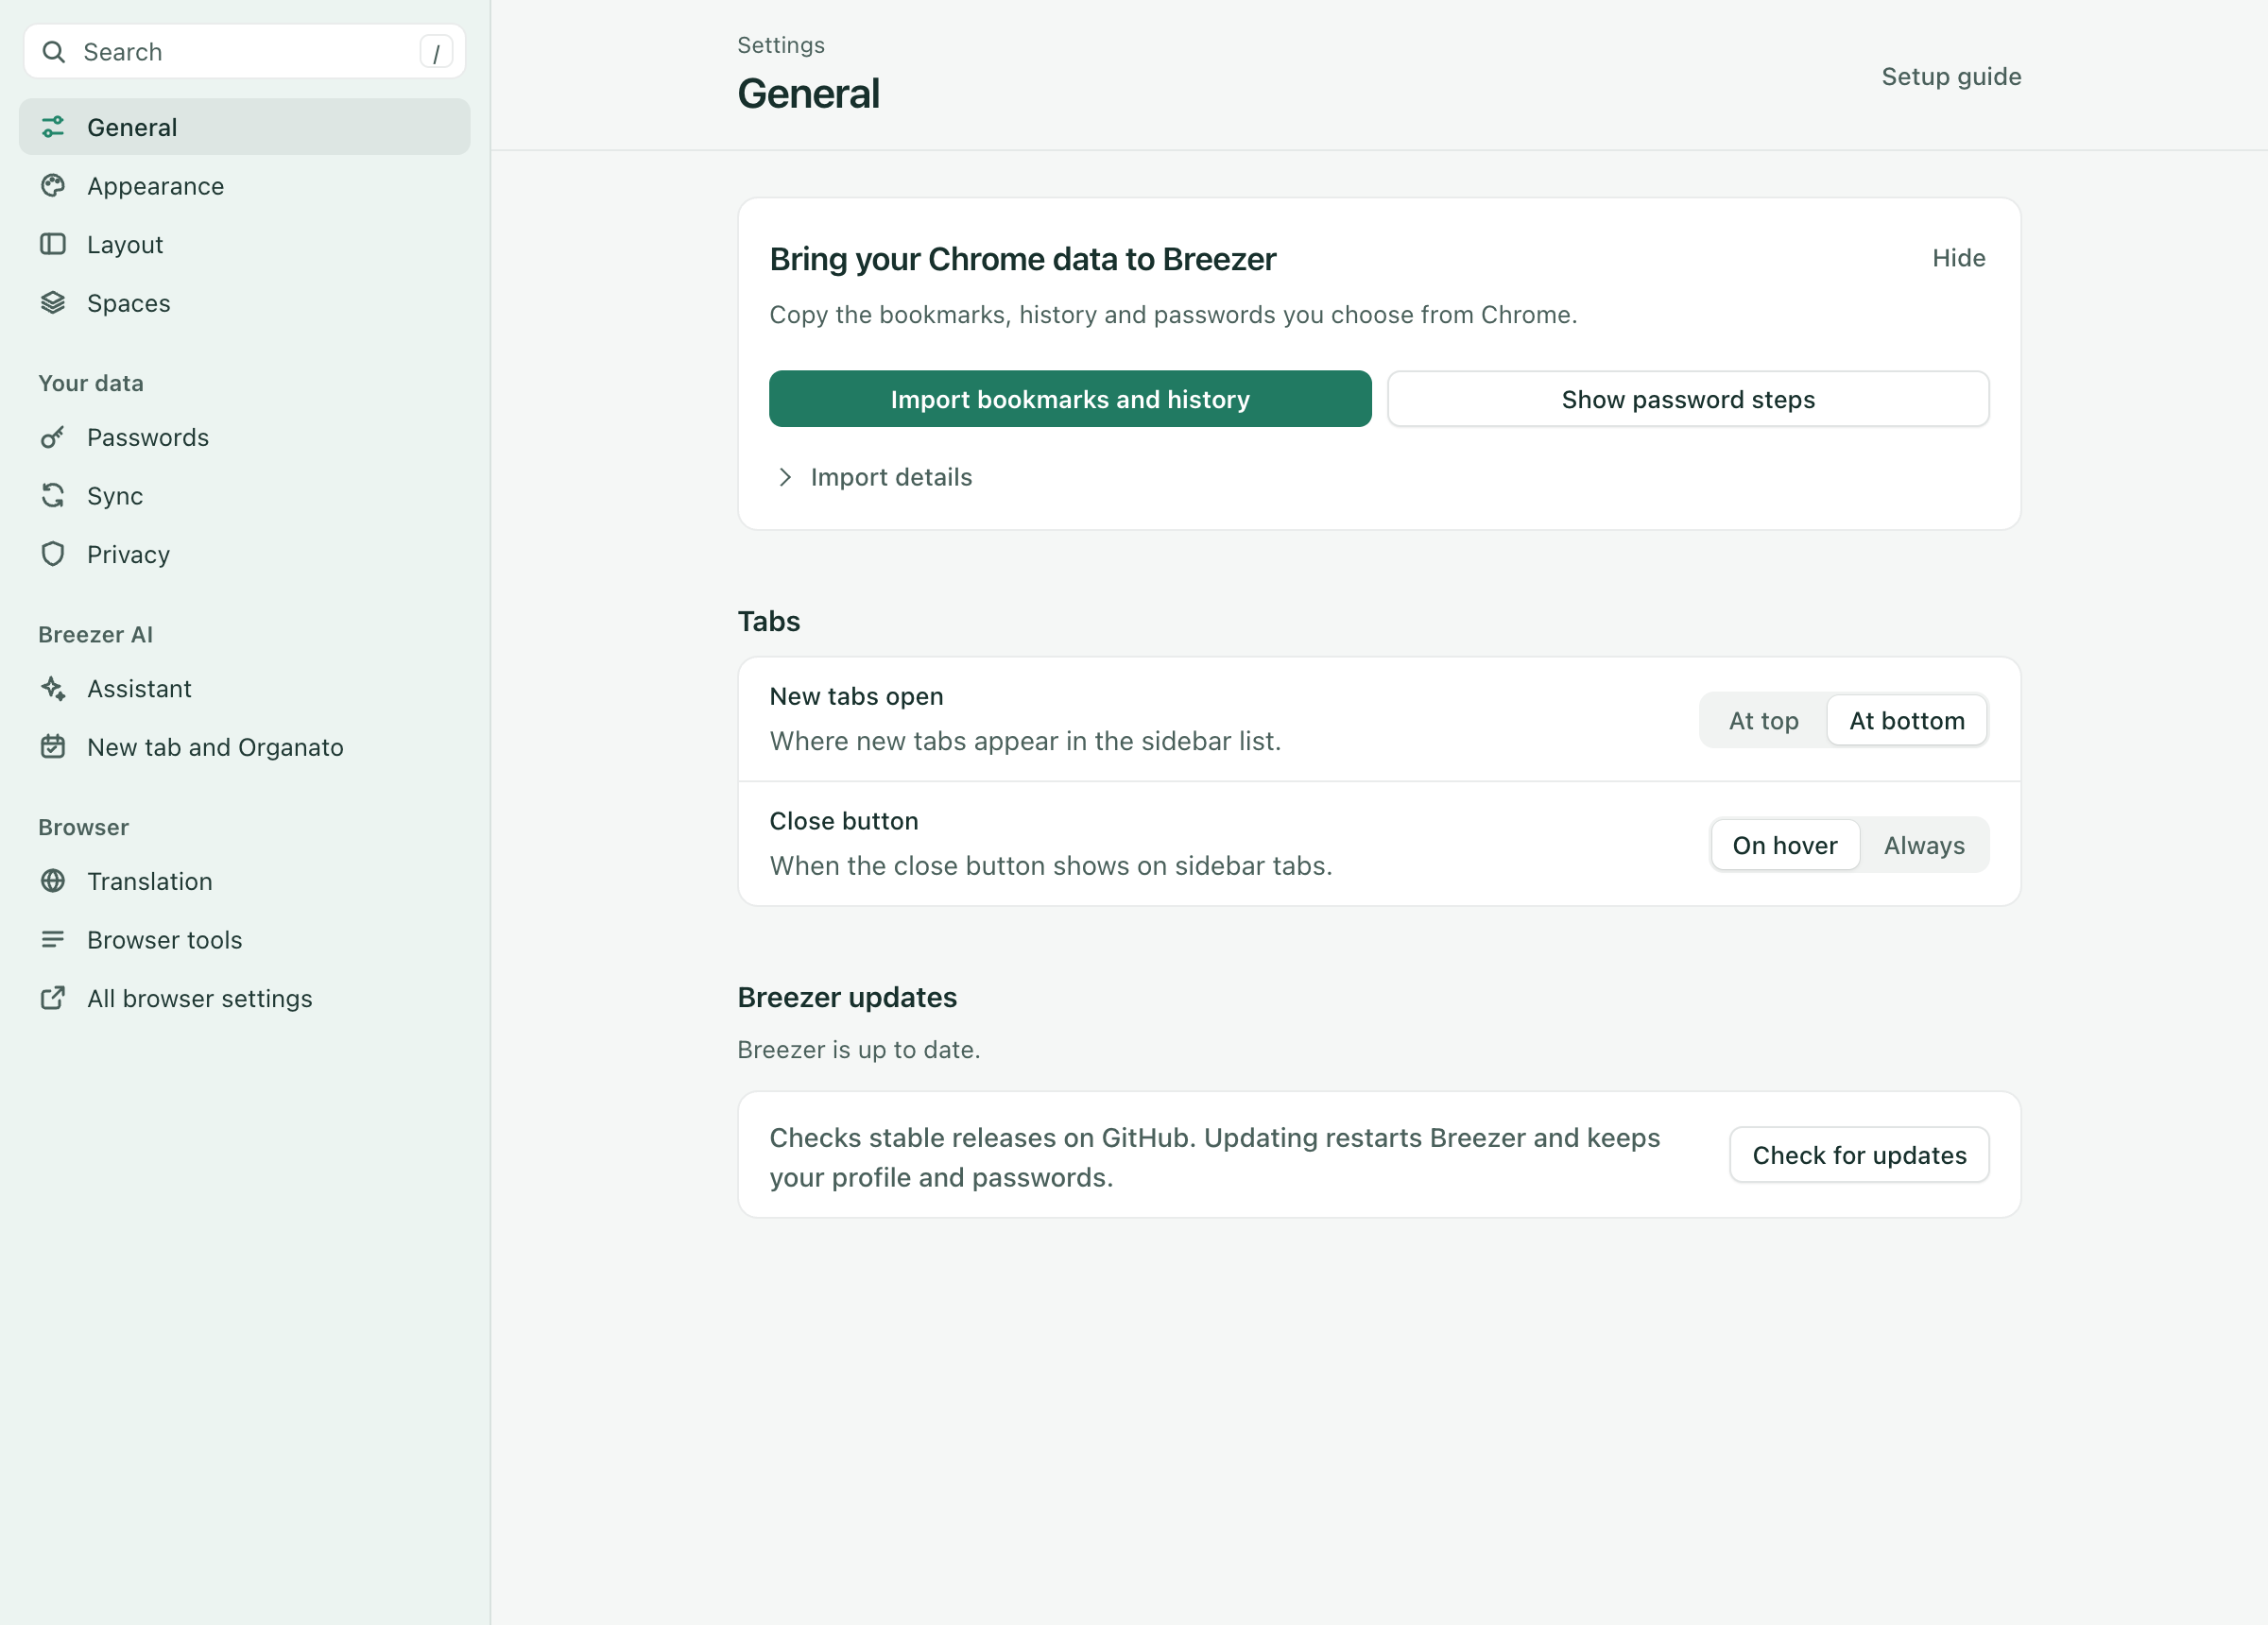 Search
/
General
Appearance
Layout
Spaces
Your data
Passwords
Sync
Privacy
Breezer AI
Assistant
New tab and Organato
Browser
Translation
Browser tools
All browser settings
Settings
General
Setup guide
Bring your Chrome data to Breezer
Hide
Copy the bookmarks, history and passwords you choose from Chrome.
Import bookmarks and history
Show password steps
Import details
Tabs
New tabs open
Where new tabs appear in the sidebar list.
At top
At bottom
Close button
When the close button shows on sidebar tabs.
On hover
Always
Breezer updates
Breezer is up to date.
Checks stable releases on GitHub. Updating restarts Breezer and keeps
your profile and passwords.
Check for updates